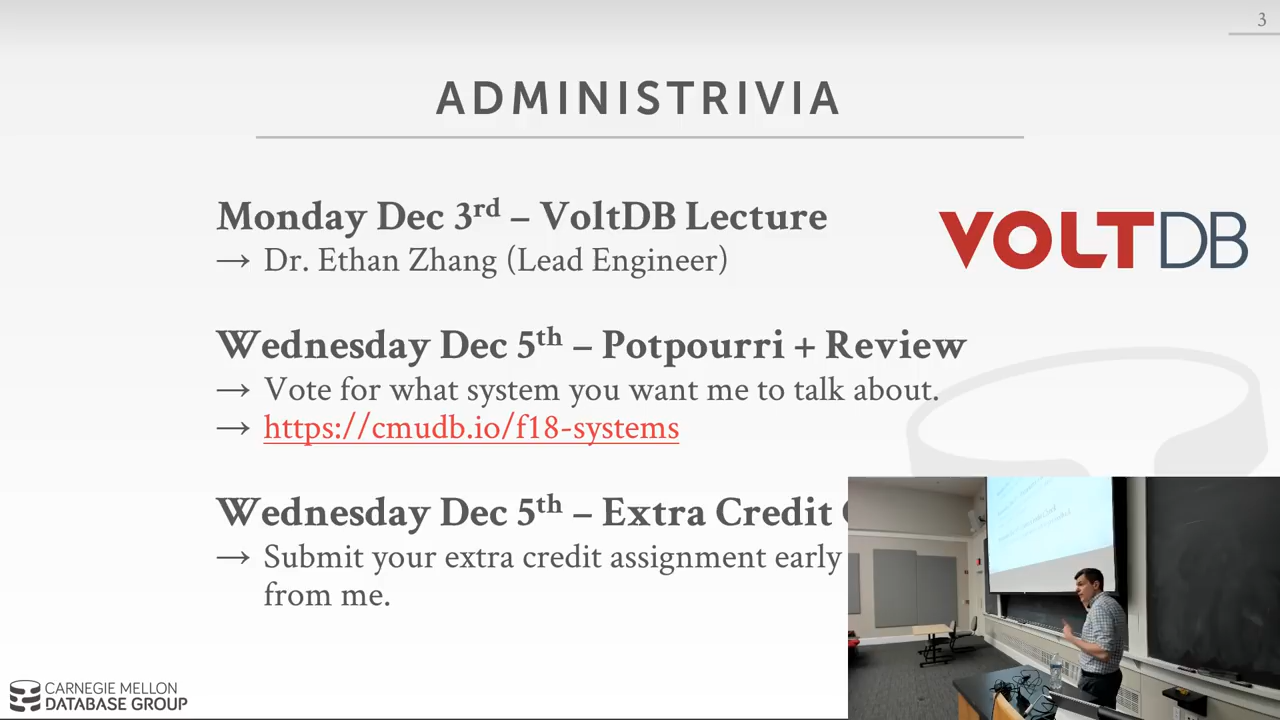 3
ADMINISTRIVIA
Monday Dec 3rd – VoltDB Lecture
→ Dr. Ethan Zhang (Lead Engineer)
VOLTDB
Wednesday Dec 5th – Potpourri + Review
→ Vote for what system you want me to talk about.
→ https://cmudb.io/f18-systems
Wednesday Dec 5th – Extra Credit
→ Submit your extra credit assignment early
from me.
CARNEGIE MELLON
DATABASE GROUP